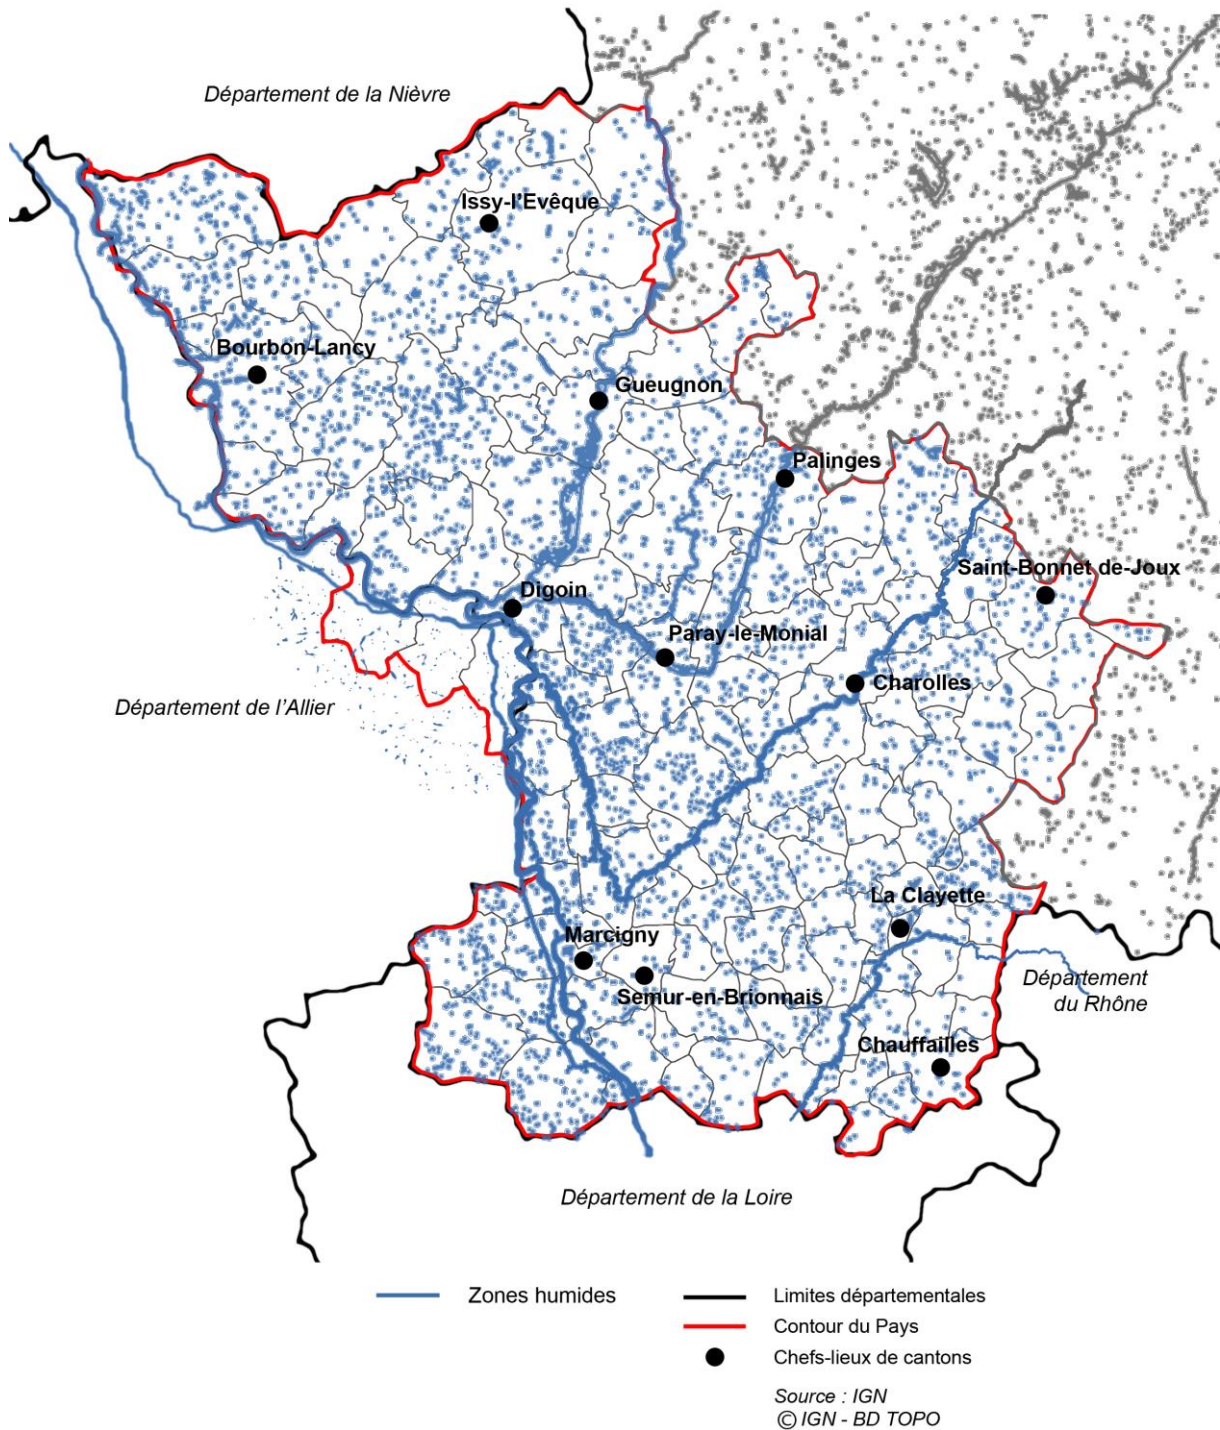 Département de la Nièvre
Issy-l'Evêque
Bourbon-Lancy
Gueugnon
Palinges
Saint-Bonnet de-Joux
Digoin
Paray-le-Monial
Charolles
Département de l'Allier
La Clayette
Marcigny
Département
du Rhône
Semur-en-Brionnais
Chauffailles
Département de la Loire
Zones humides
Limites départementales
Contour du Pays
Chefs-lieux de cantons
Source : IGN
© IGN - BD TOPO